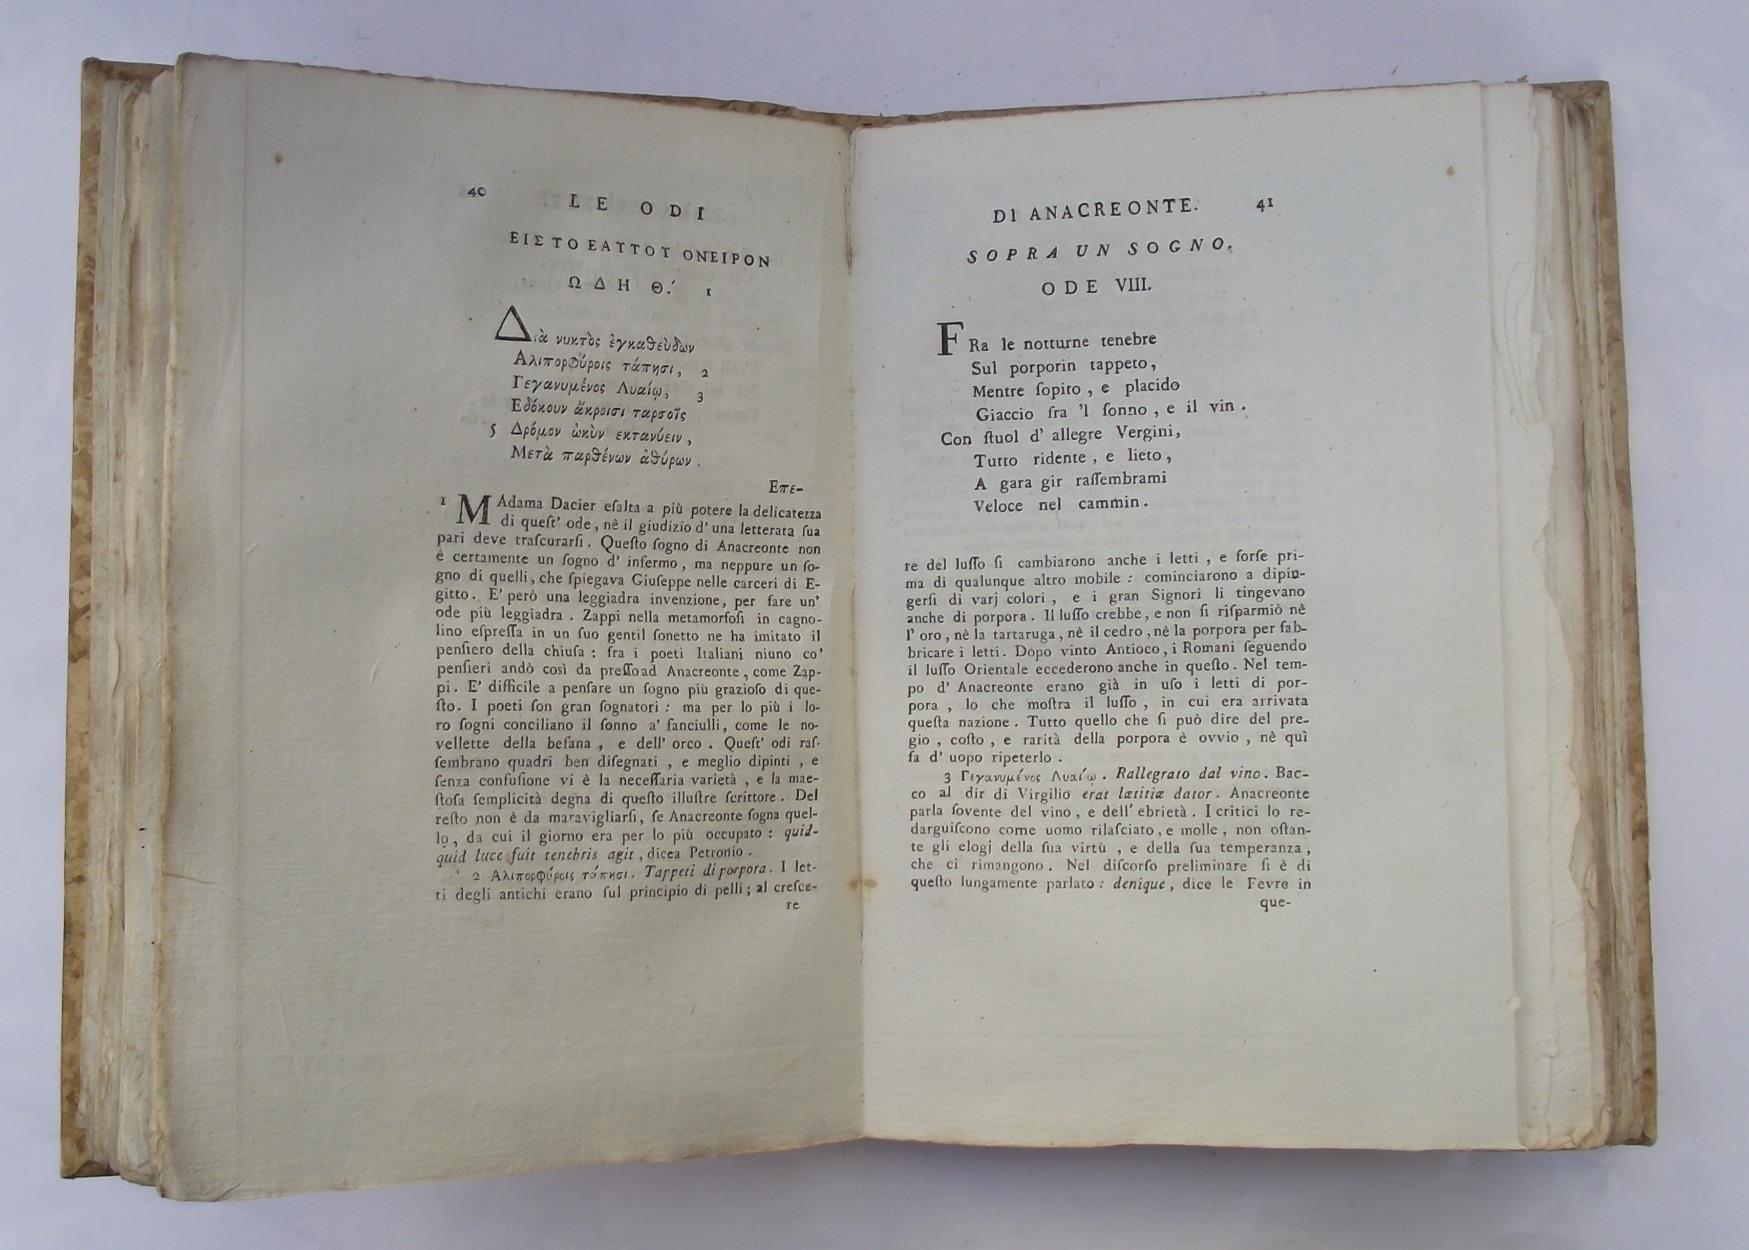 40
LE ODI
ΕΙΣ ΤΟ ΕΑΥΤΟΥ ΟΝΕΙΡΟΝ
ΩΔΗ Θ.' 1
Διὰ νυκτὸς ἐγκαθεύδων
Αλιπορφύροις τάπησι, 2
Γεγανυμένος Λυαίῳ, 3
Εδόκουν ἄκροισι ταρσοῖς
5 Δρόμον ὠκὺν εκτανύειν,
Μετὰ παρθένων ἀθύρων.
Επε-
1 MAdama Dacier eſalta a più potere la delicatezza
di queſt' ode, nè il giudizio d' una letterata ſua
pari deve traſcurarſi. Queſto ſogno di Anacreonte non
è certamente un ſogno d' infermo, ma neppure un ſo-
gno di quelli, che ſpiegava Giuſeppe nelle carceri di E-
gitto. E' però una leggiadra invenzione, per fare un'
ode più leggiadra. Zappi nella metamorfoſi in cagno-
lino eſpreſſa in un ſuo gentil ſonetto ne ha imitato il
penſiero della chiuſa: fra i poeti Italiani niuno co'
penſieri andò così da preſſo ad Anacreonte, come Zap-
pi. E' difficile a penſare un ſogno più grazioſo di que-
ſto. I poeti ſon gran ſognatori: ma per lo più i lo-
ro ſogni conciliano il ſonno a' fanciulli, come le no-
vellette della befana, e dell' orco. Queſt' odi raſ-
ſembrano quadri ben diſegnati, e meglio dipinti, e
ſenza confuſione vi è la neceſſaria varietà, e la mae-
ſtoſa ſemplicità degna di queſto illuſtre ſcrittore. Del
reſto non è da maravigliarſi, ſe Anacreonte ſogna quel-
lo, da cui il giorno era per lo più occupato: quid-
quid luce fuit tenebris agit, dicea Petronio.
2 Αλιπορφύροις τάπησι. Tappeti di porpora. I let-
ti degli antichi erano ſul principio di pelli; al creſce-
re
DI ANACREONTE. 41
SOPRA UN SOGNO.
ODE VIII.
FRa le notturne tenebre
Sul porporin tappeto,
Mentre ſopito, e placido
Giaccio fra 'l ſonno, e il vin.
Con ſtuol d' allegre Vergini,
Tutto ridente, e lieto,
A gara gir raſſembrami
Veloce nel cammin.
re del luſſo ſi cambiarono anche i letti, e forſe pri-
ma di qualunque altro mobile: cominciarono a dipin-
gerſi di varj colori, e i gran Signori li tingevano
anche di porpora. Il luſſo crebbe, e non ſi riſparmiò nè
l' oro, nè la tartaruga, nè il cedro, nè la porpora per fab-
bricare i letti. Dopo vinto Antioco, i Romani ſeguendo
il luſſo Orientale eccederono anche in queſto. Nel tem-
po d' Anacreonte erano già in uſo i letti di por-
pora, lo che moſtra il luſſo, in cui era arrivata
queſta nazione. Tutto quello che ſi può dire del pre-
gio, coſto, e rarità della porpora è ovvio, nè quì
fa d' uopo ripeterlo.
3 Γεγανυμένος Λυαίῳ. Rallegrato dal vino. Bac-
co al dir di Virgilio erat lætitiæ dator. Anacreonte
parla ſovente del vino, e dell' ebrietà. I critici lo re-
darguiſcono come uomo rilaſciato, e molle, non oſtan-
te gli elogj della ſua virtù, e della ſua temperanza,
che ci rimangono. Nel diſcorſo preliminare ſi è di
queſto lungamente parlato: denique, dice le Fevre in
que-